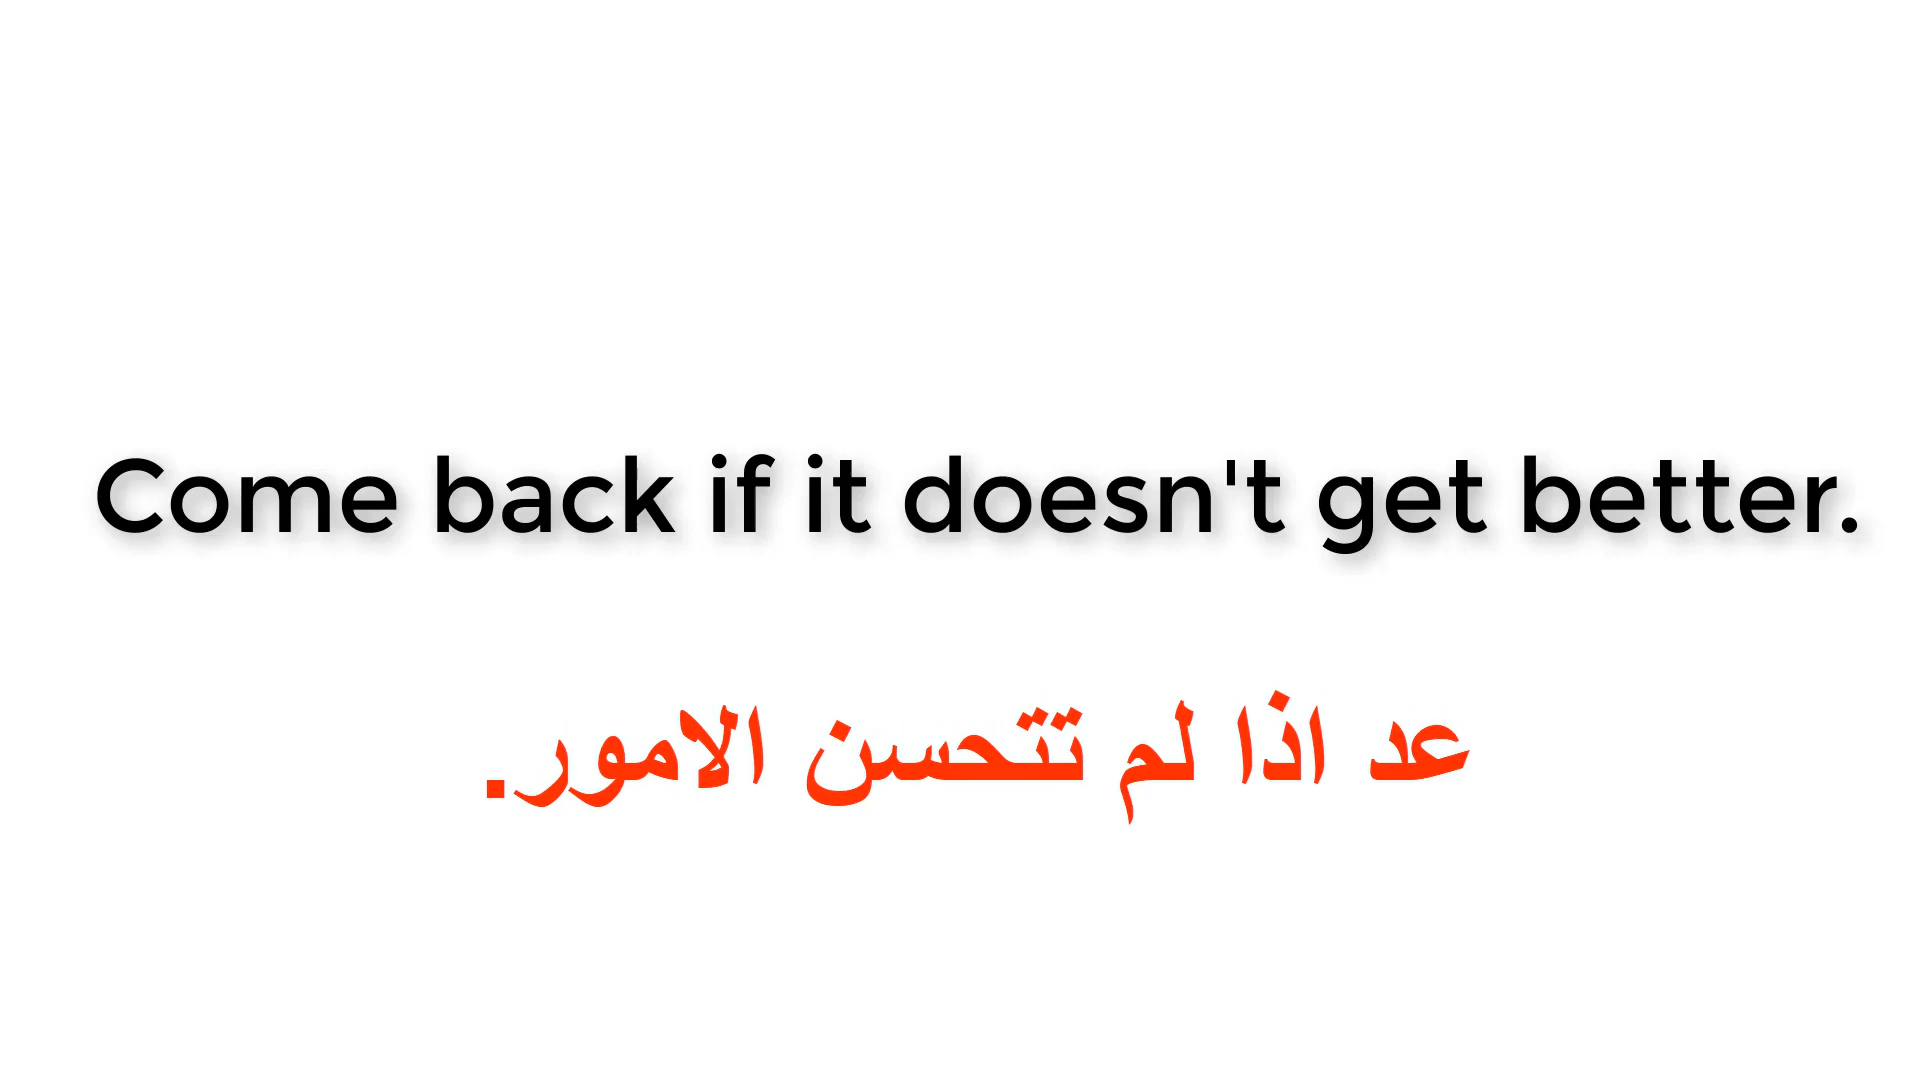 Come back if it doesn't get better.
عد اذا لم تتحسن الامور.